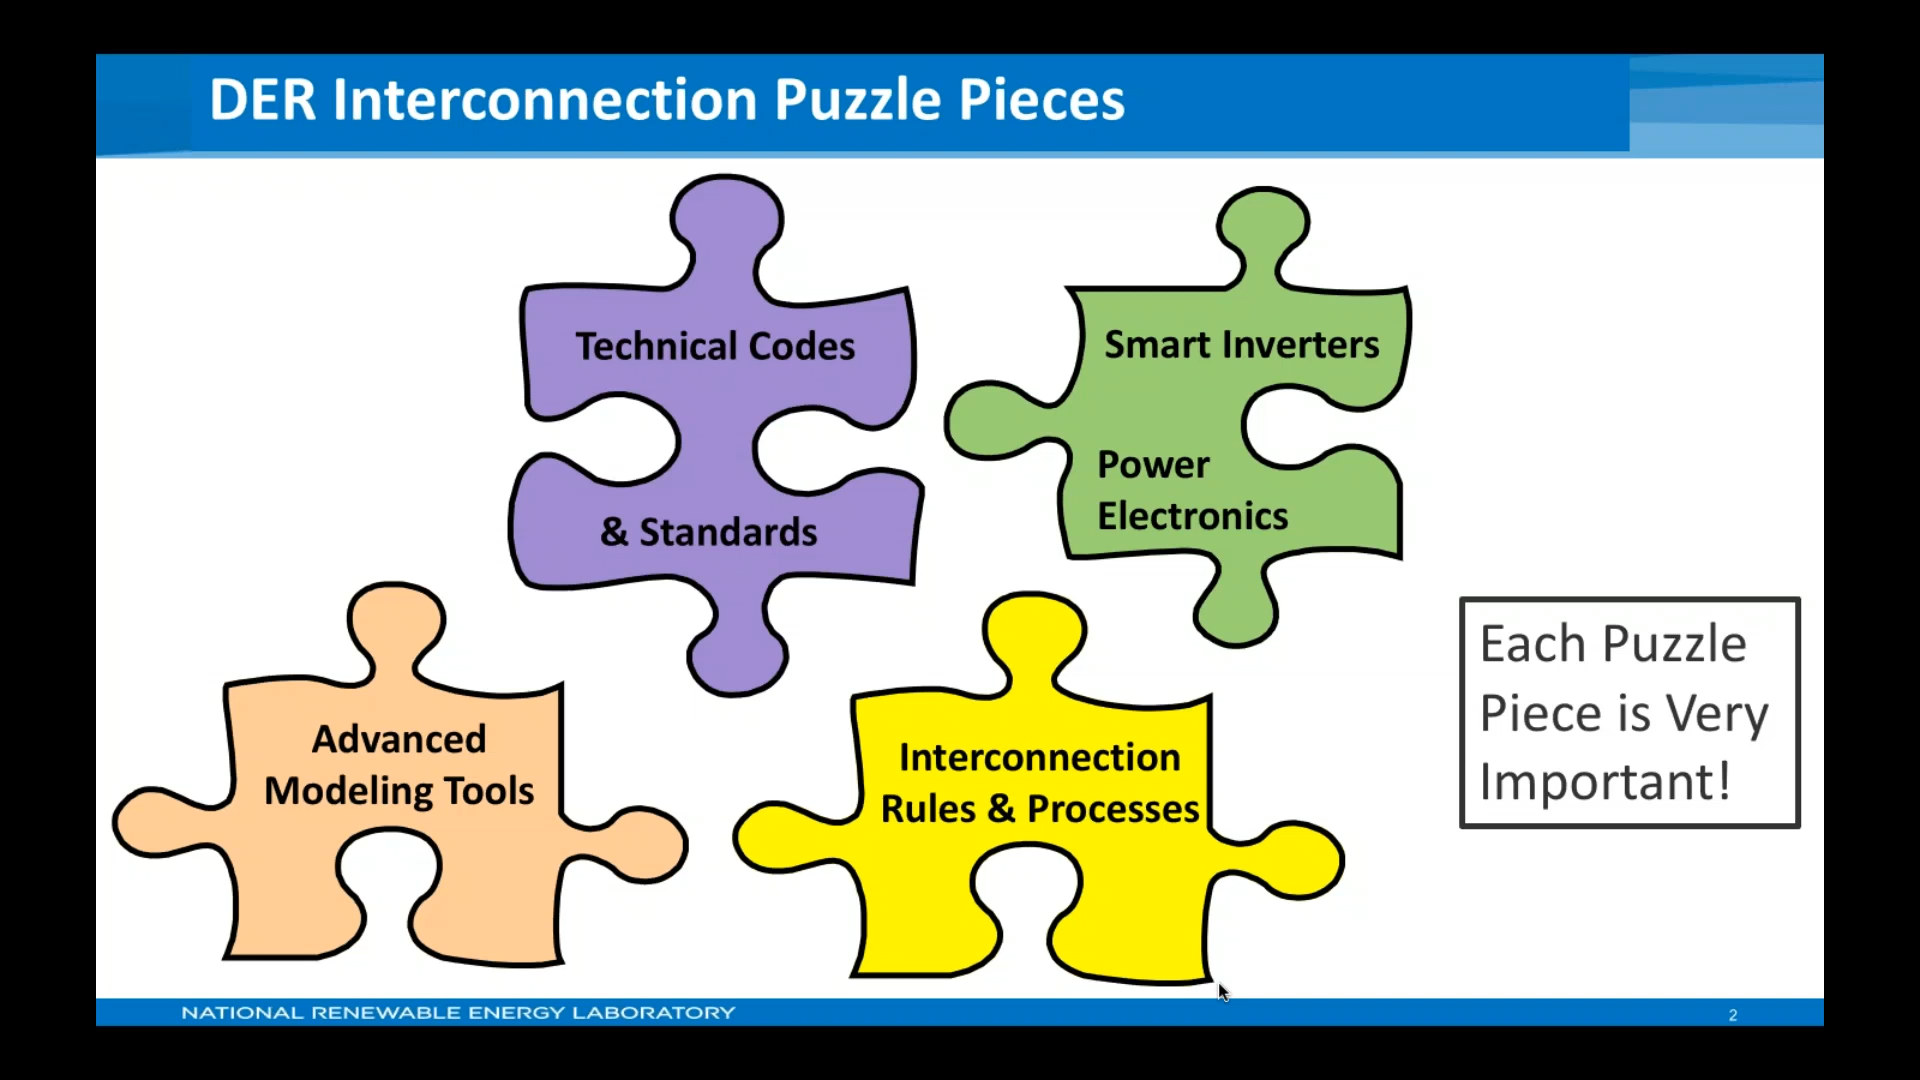 DER Interconnection Puzzle Pieces
Technical Codes
& Standards
Smart Inverters
Power
Electronics
Advanced
Modeling Tools
Interconnection
Rules & Processes
Each Puzzle
Piece is Very
Important!
NATIONAL RENEWABLE ENERGY LABORATORY
2